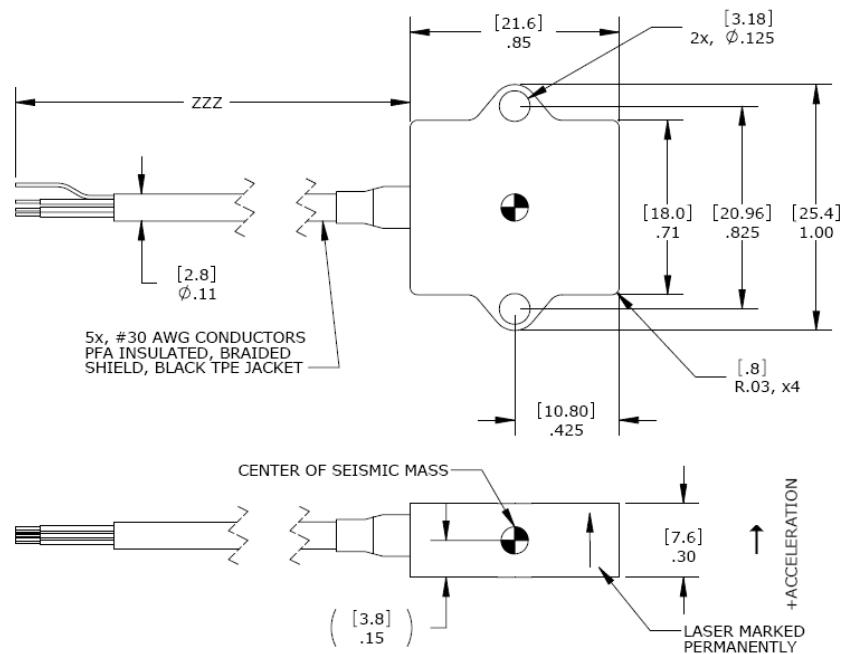 [21.6]
.85
[3.18]
2x, Ø.125
ZZZ
[18.0]
.71
[20.96]
.825
[25.4]
1.00
[2.8]
Ø.11
5x, #30 AWG CONDUCTORS
PFA INSULATED, BRAIDED
SHIELD, BLACK TPE JACKET
[.8]
R.03, x4
[10.80]
.425
CENTER OF SEISMIC MASS
[7.6]
.30
+ACCELERATION
( [3.8]
.15 )
LASER MARKED
PERMANENTLY